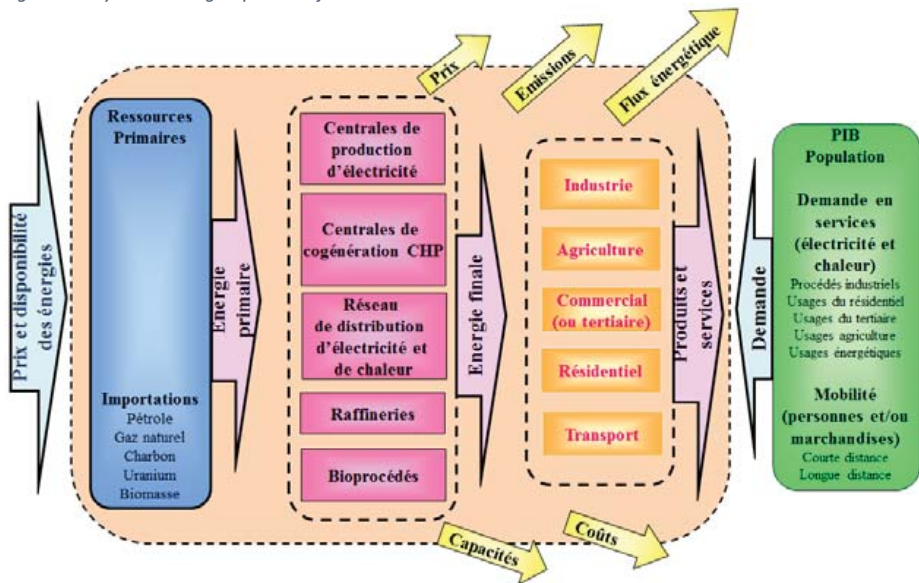 Prix
Emissions
Flux énergétique
Prix et disponibilité
des énergies
Ressources
Primaires
Importations
Pétrole
Gaz naturel
Charbon
Uranium
Biomasse
Energie
primaire
Centrales de
production
d'électricité
Centrales de
cogénération CHP
Réseau
de distribution
d'électricité et
de chaleur
Raffineries
Bioprocédés
Energie finale
Industrie
Agriculture
Commercial
(ou tertiaire)
Résidentiel
Transport
Produits et
services
Demande
PIB
Population
Demande en
services
(électricité et
chaleur)
Procédés industriels
Usages du résidentiel
Usages du tertiaire
Usages agriculture
Usages énergétiques
Mobilité
(personnes et/ou
marchandises)
Courte distance
Longue distance
Capacités
Coûts